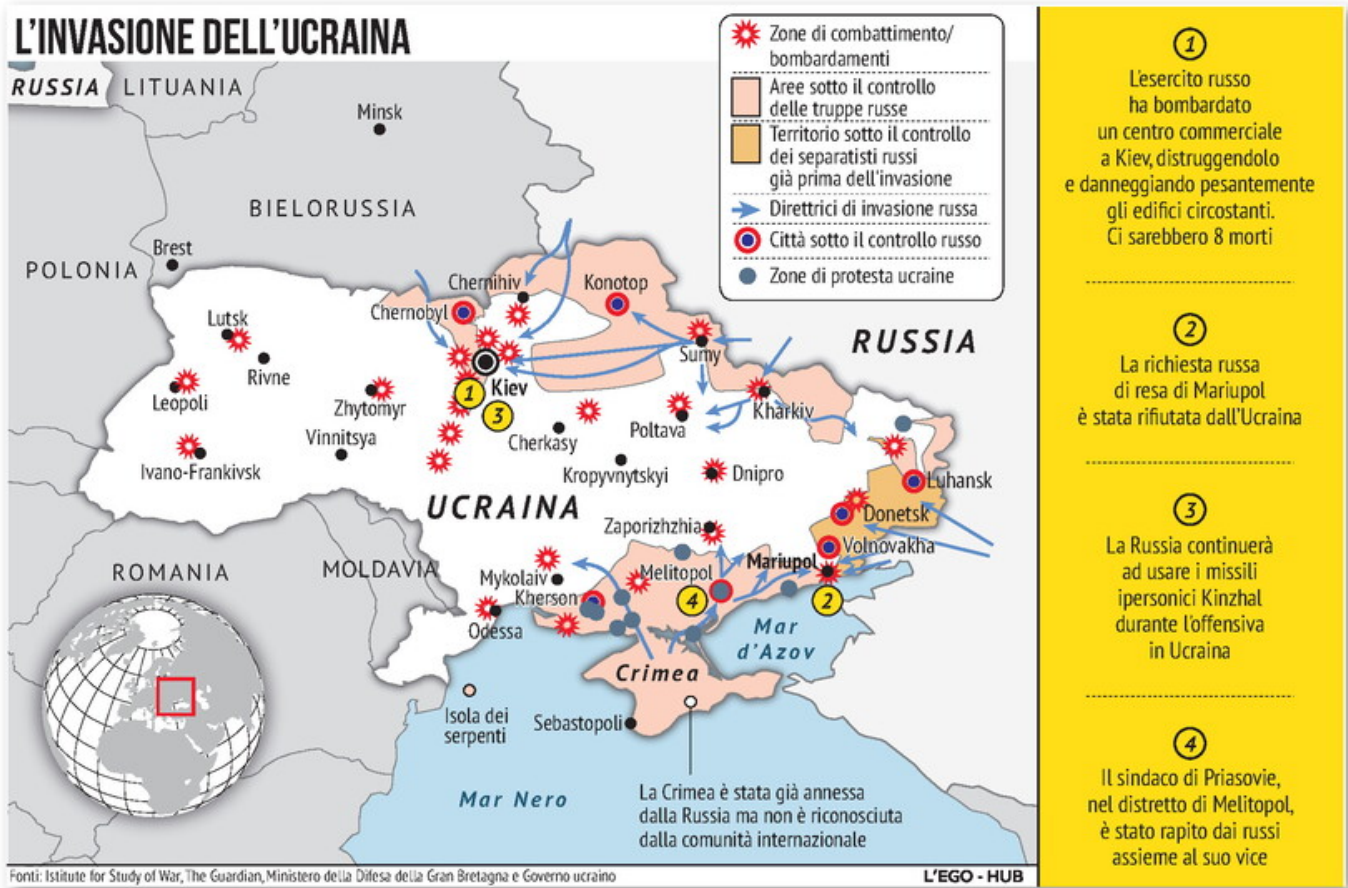 L'INVASIONE DELL'UCRAINA
Zone di combattimento/
bombardamenti
Aree sotto il controllo
delle truppe russe
Territorio sotto il controllo
dei separatisti russi
già prima dell'invasione
Direttrici di invasione russa
Città sotto il controllo russo
Zone di protesta ucraine
RUSSIA
LITUANIA
Minsk
BIELORUSSIA
Brest
POLONIA
Chernihiv
Konotop
Chernobyl
Lutsk
Rivne
Sumy
RUSSIA
Kiev
1
3
Leopoli
Zhytomyr
Kharkiv
Vinnitsya
Cherkasy
Poltava
Ivano-Frankivsk
Kropyvnytskyi
Dnipro
Luhansk
UCRAINA
Donetsk
Zaporizhzhia
Volnovakha
ROMANIA
MOLDAVIA
Mykolaiv
Melitopol
Mariupol
Kherson
4
2
Odessa
Mar
d'Azov
Crimea
Isola dei
serpenti
Sebastopoli
Mar Nero
La Crimea è stata già annessa
dalla Russia ma non è riconosciuta
dalla comunità internazionale
Fonti: Istitute for Study of War, The Guardian, Ministero della Difesa della Gran Bretagna e Governo ucraino
L'EGO - HUB
1
L'esercito russo
ha bombardato
un centro commerciale
a Kiev, distruggendolo
e danneggiando pesantemente
gli edifici circostanti.
Ci sarebbero 8 morti
2
La richiesta russa
di resa di Mariupol
è stata rifiutata dall'Ucraina
3
La Russia continuerà
ad usare i missili
ipersonici Kinzhal
durante l'offensiva
in Ucraina
4
Il sindaco di Priasovie,
nel distretto di Melitopol,
è stato rapito dai russi
assieme al suo vice